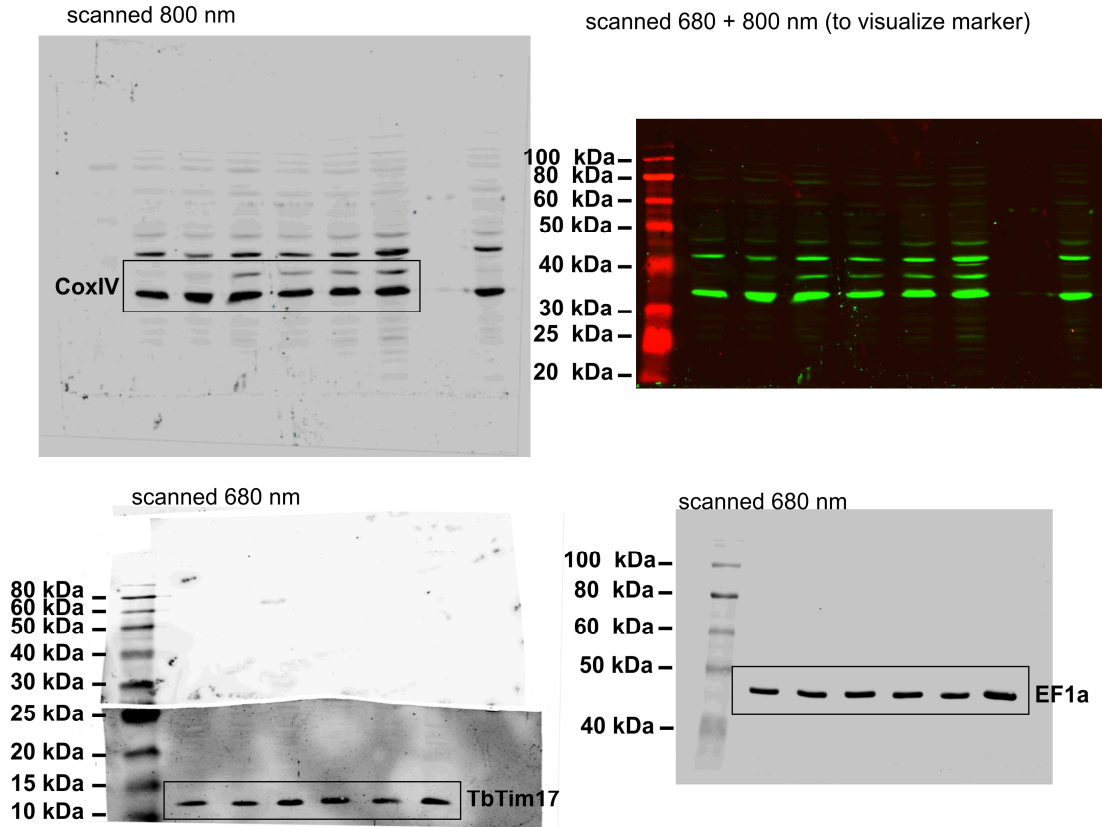 scanned 800 nm
scanned 680 + 800 nm (to visualize marker)
CoxIV
100 kDa
80 kDa
60 kDa
50 kDa
40 kDa
30 kDa
25 kDa
20 kDa
scanned 680 nm
80 kDa
60 kDa
50 kDa
40 kDa
30 kDa
25 kDa
20 kDa
15 kDa
10 kDa
TbTim17
scanned 680 nm
100 kDa
80 kDa
60 kDa
50 kDa
40 kDa
EF1a